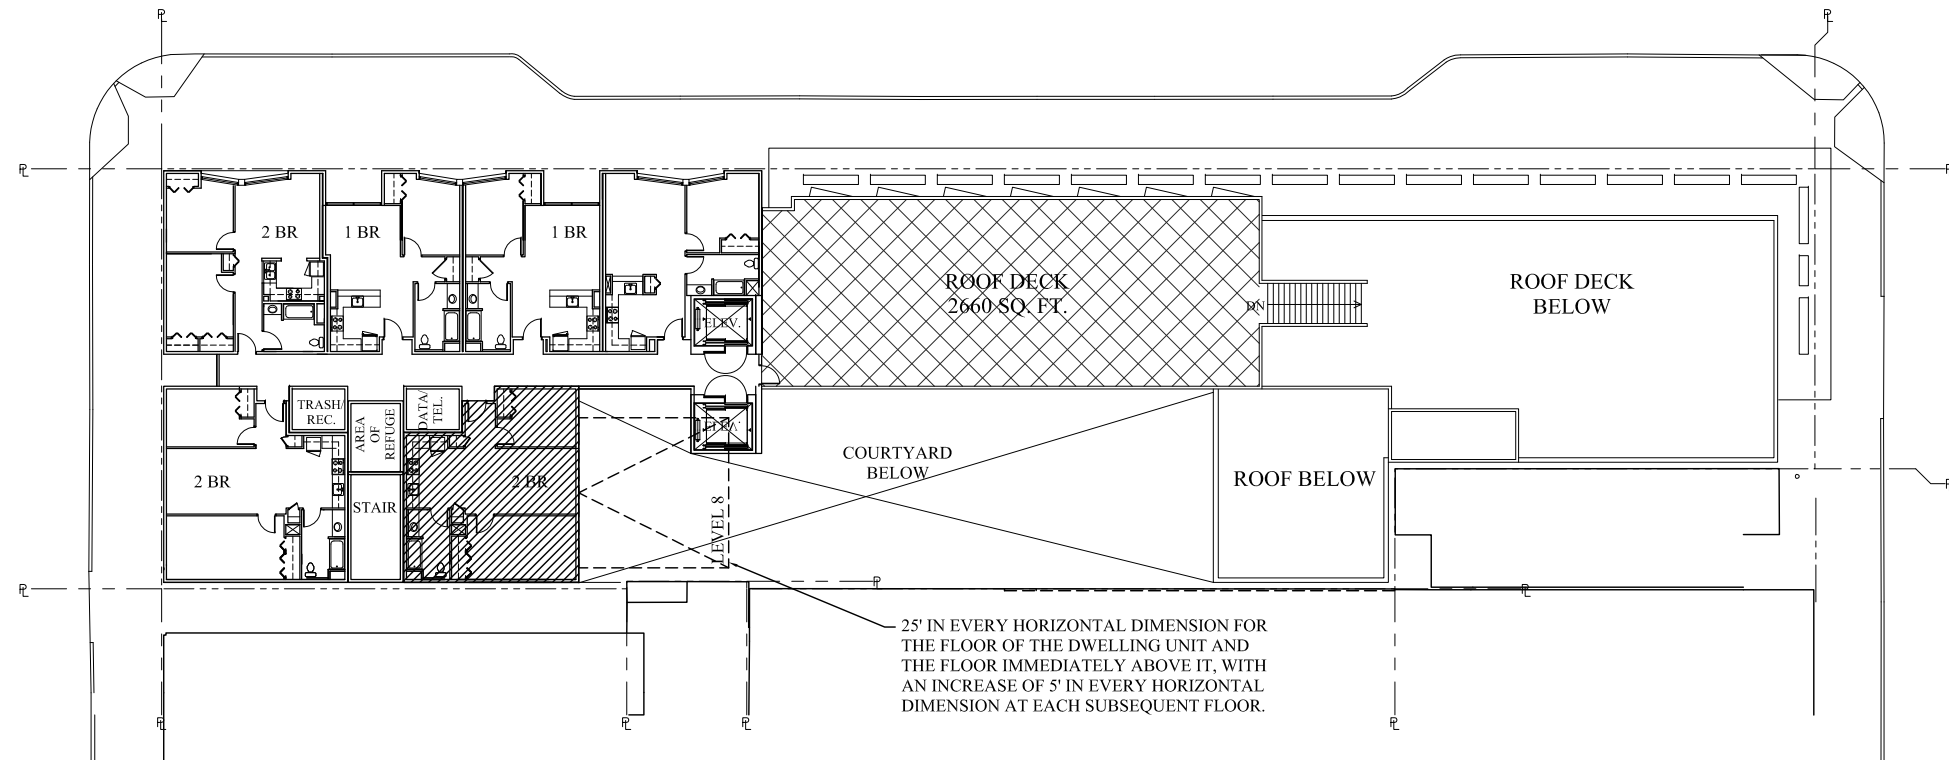 PL
PL
PL
PL
2 BR
1 BR
1 BR
ELEV.
ROOF DECK
2660 SQ. FT.
DN
ROOF DECK
BELOW
TRASH/
REC.
AREA
OF
REFUGE
DATA/
TEL.
ELEV.
2 BR
STAIR
2 BR
LEVEL 8
COURTYARD
BELOW
ROOF BELOW
PL
PL
PL
PL
25' IN EVERY HORIZONTAL DIMENSION FOR
THE FLOOR OF THE DWELLING UNIT AND
THE FLOOR IMMEDIATELY ABOVE IT, WITH
AN INCREASE OF 5' IN EVERY HORIZONTAL
DIMENSION AT EACH SUBSEQUENT FLOOR.
PL
PL
PL
PL